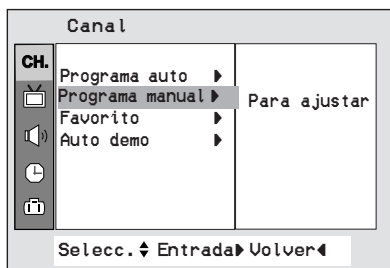 Canal
CH.
Programa auto
Programa manual
Favorito
Auto demo
Para ajustar
Selecc. Entrada Volver